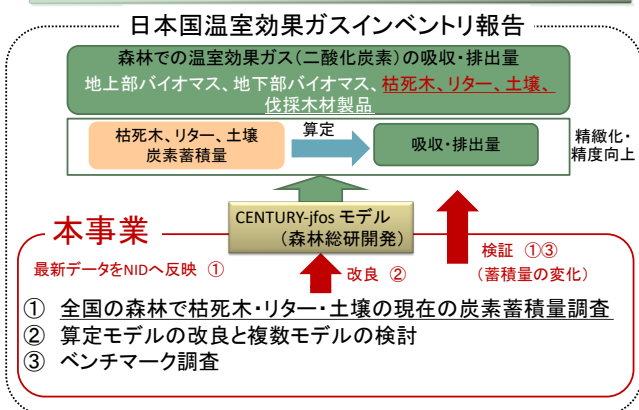 日本国温室効果ガスインベントリ報告
森林での温室効果ガス（二酸化炭素）の吸収・排出量
地上部バイオマス、地下部バイオマス、枯死木、リター、土壌、
伐採木材製品
枯死木、リター、土壌
炭素蓄積量
算定
吸収・排出量
精緻化・
精度向上
CENTURY-jfos モデル
（森林総研開発）
本事業
最新データをNIDへ反映 ①
改良 ②
検証 ①③
（蓄積量の変化）
① 全国の森林で枯死木・リター・土壌の現在の炭素蓄積量調査
② 算定モデルの改良と複数モデルの検討
③ ベンチマーク調査